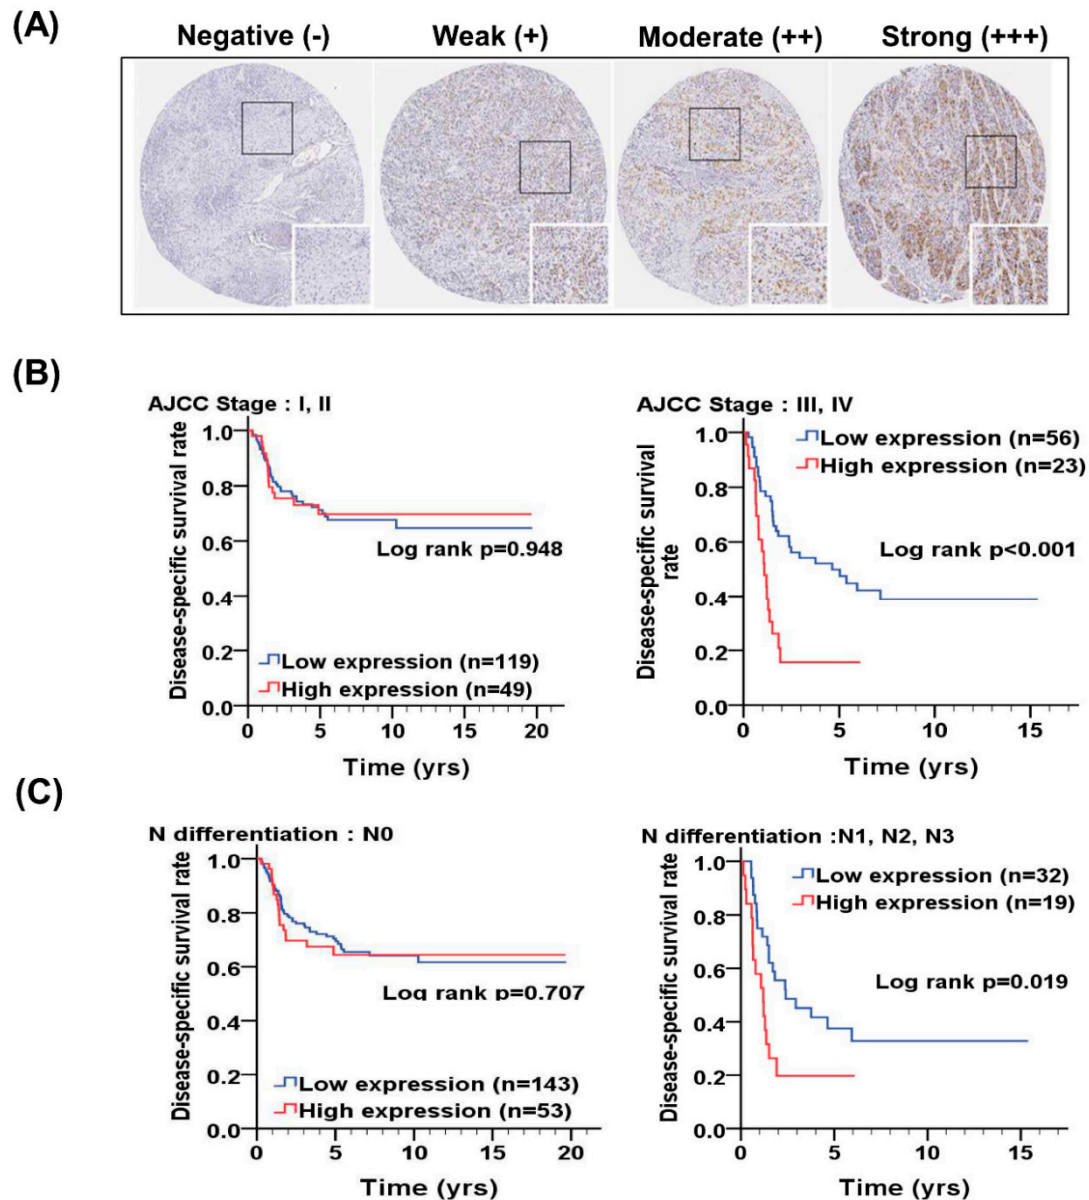 (A)
Negative (-) Weak (+) Moderate (++) Strong (+++)
(B)
AJCC Stage : I, II
Disease-specific survival rate
1.0
0.8
0.6
0.4
0.2
0.0
Log rank p=0.948
Low expression (n=119)
High expression (n=49)
0 5 10 15 20
Time (yrs)
AJCC Stage : III, IV
Disease-specific survival
rate
1.0
0.8
0.6
0.4
0.2
0.0
Low expression (n=56)
High expression (n=23)
Log rank p<0.001
0 5 10 15
Time (yrs)
(C)
N differentiation : N0
Disease-specific survival rate
1.0
0.8
0.6
0.4
0.2
0.0
Log rank p=0.707
Low expression (n=143)
High expression (n=53)
0 5 10 15 20
Time (yrs)
N differentiation :N1, N2, N3
Disease-specific survival rate
1.0
0.8
0.6
0.4
0.2
0.0
Low expression (n=32)
High expression (n=19)
Log rank p=0.019
0 5 10 15
Time (yrs)